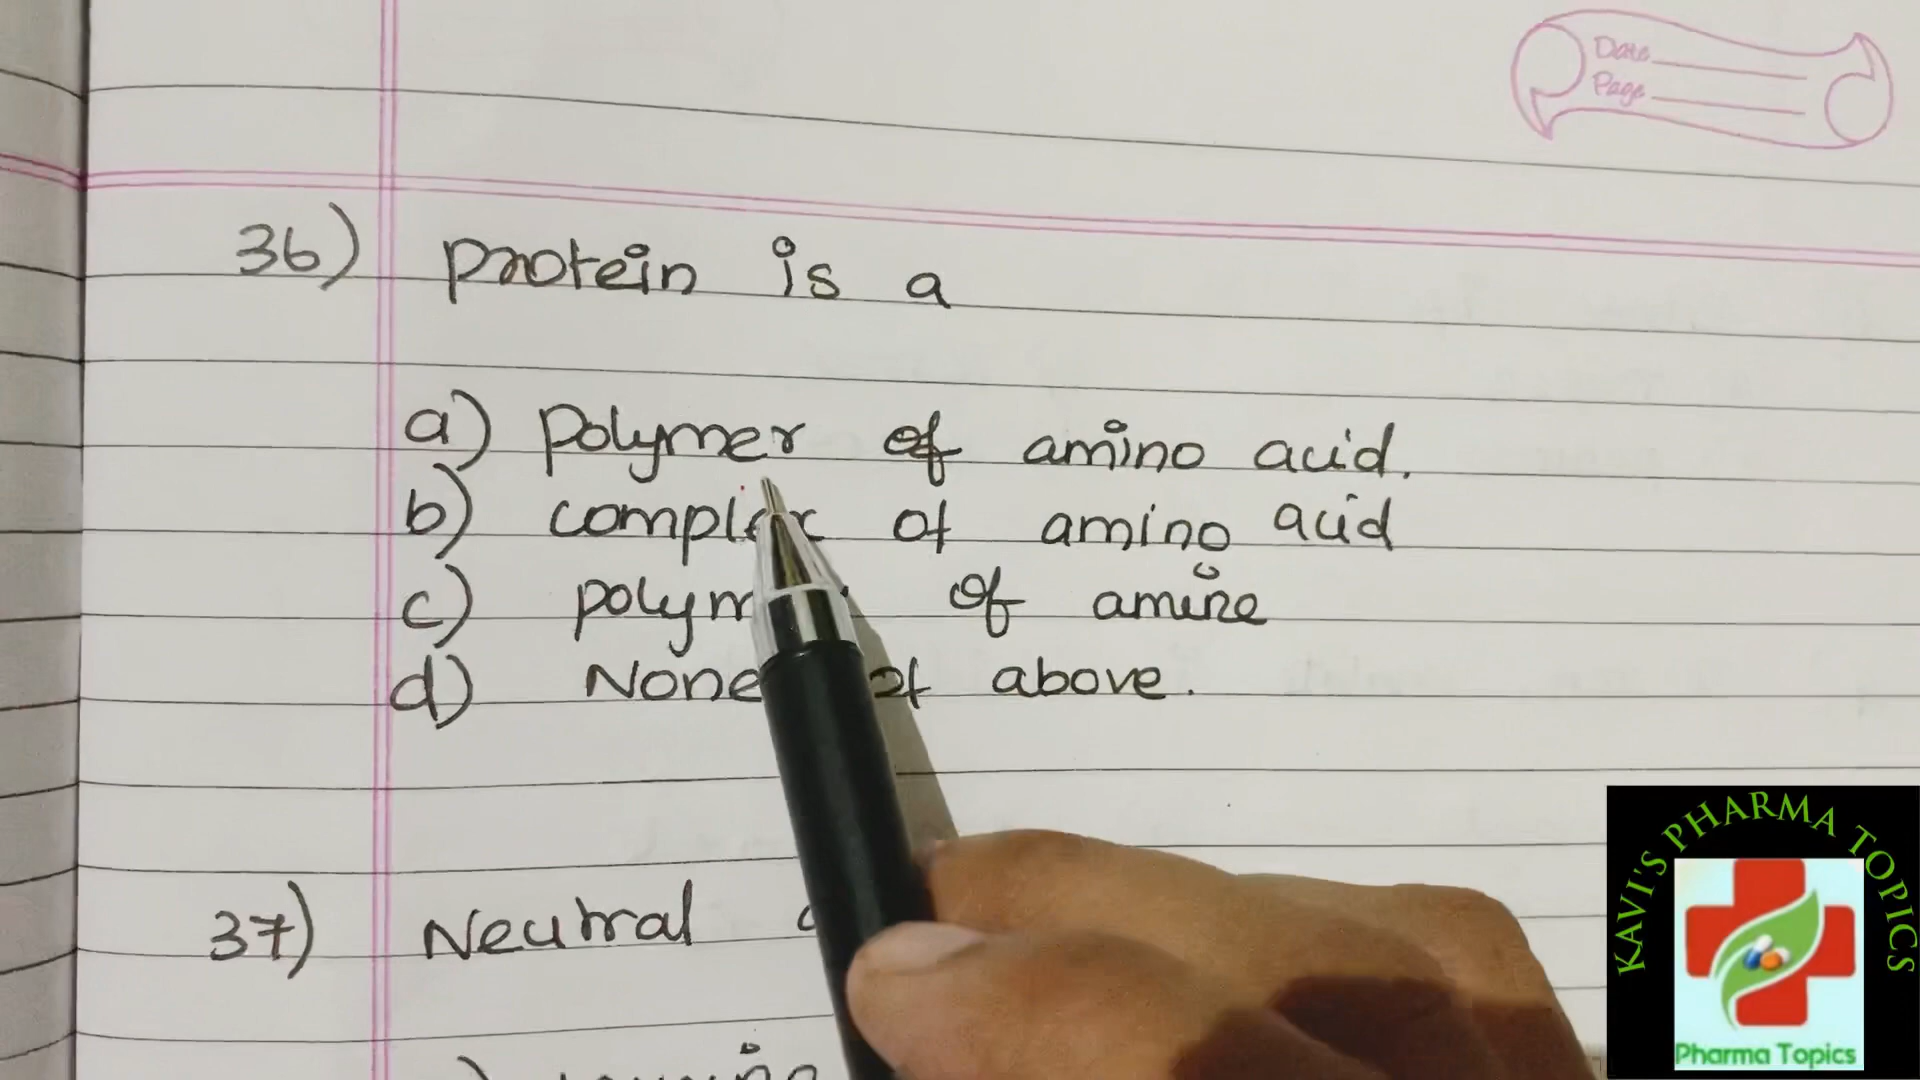 Date
Page
36) Protein is a
a) Polymer of amino acid.
b) complex of amino acid
c) of amine
d) None of above.
37) Neutral
KAVI'S PHARMA TOPICS
Pharma Topics